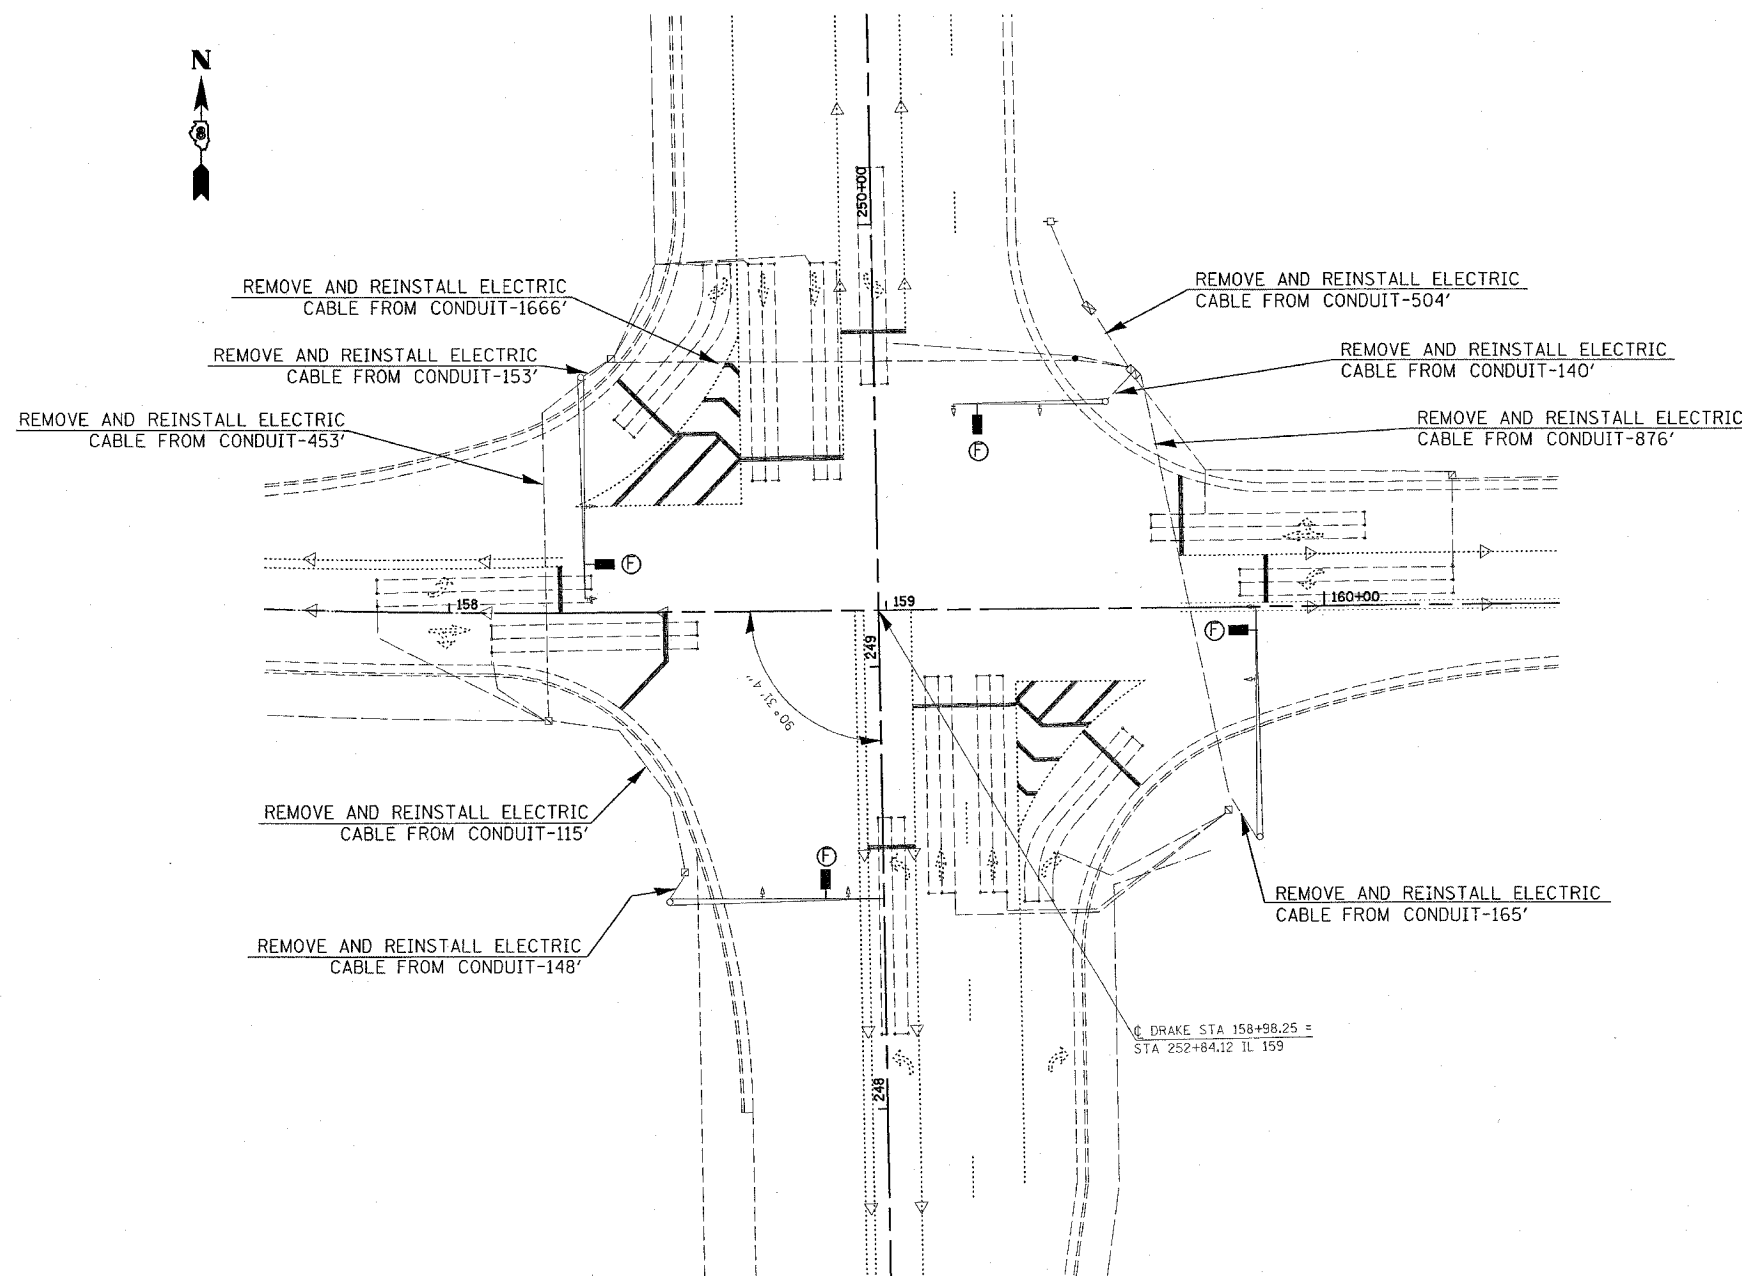 N
8
250+00
REMOVE AND REINSTALL ELECTRIC
CABLE FROM CONDUIT-1666'
REMOVE AND REINSTALL ELECTRIC
CABLE FROM CONDUIT-504'
REMOVE AND REINSTALL ELECTRIC
CABLE FROM CONDUIT-153'
REMOVE AND REINSTALL ELECTRIC
CABLE FROM CONDUIT-140'
REMOVE AND REINSTALL ELECTRIC
CABLE FROM CONDUIT-453'
REMOVE AND REINSTALL ELECTRIC
CABLE FROM CONDUIT-876'
F
F
158
159
160+00
F
249
90° 31' 4"
REMOVE AND REINSTALL ELECTRIC
CABLE FROM CONDUIT-115'
F
REMOVE AND REINSTALL ELECTRIC
CABLE FROM CONDUIT-165'
REMOVE AND REINSTALL ELECTRIC
CABLE FROM CONDUIT-148'
℄ DRAKE STA 158+98.25 =
STA 252+84.12 IL 159
248